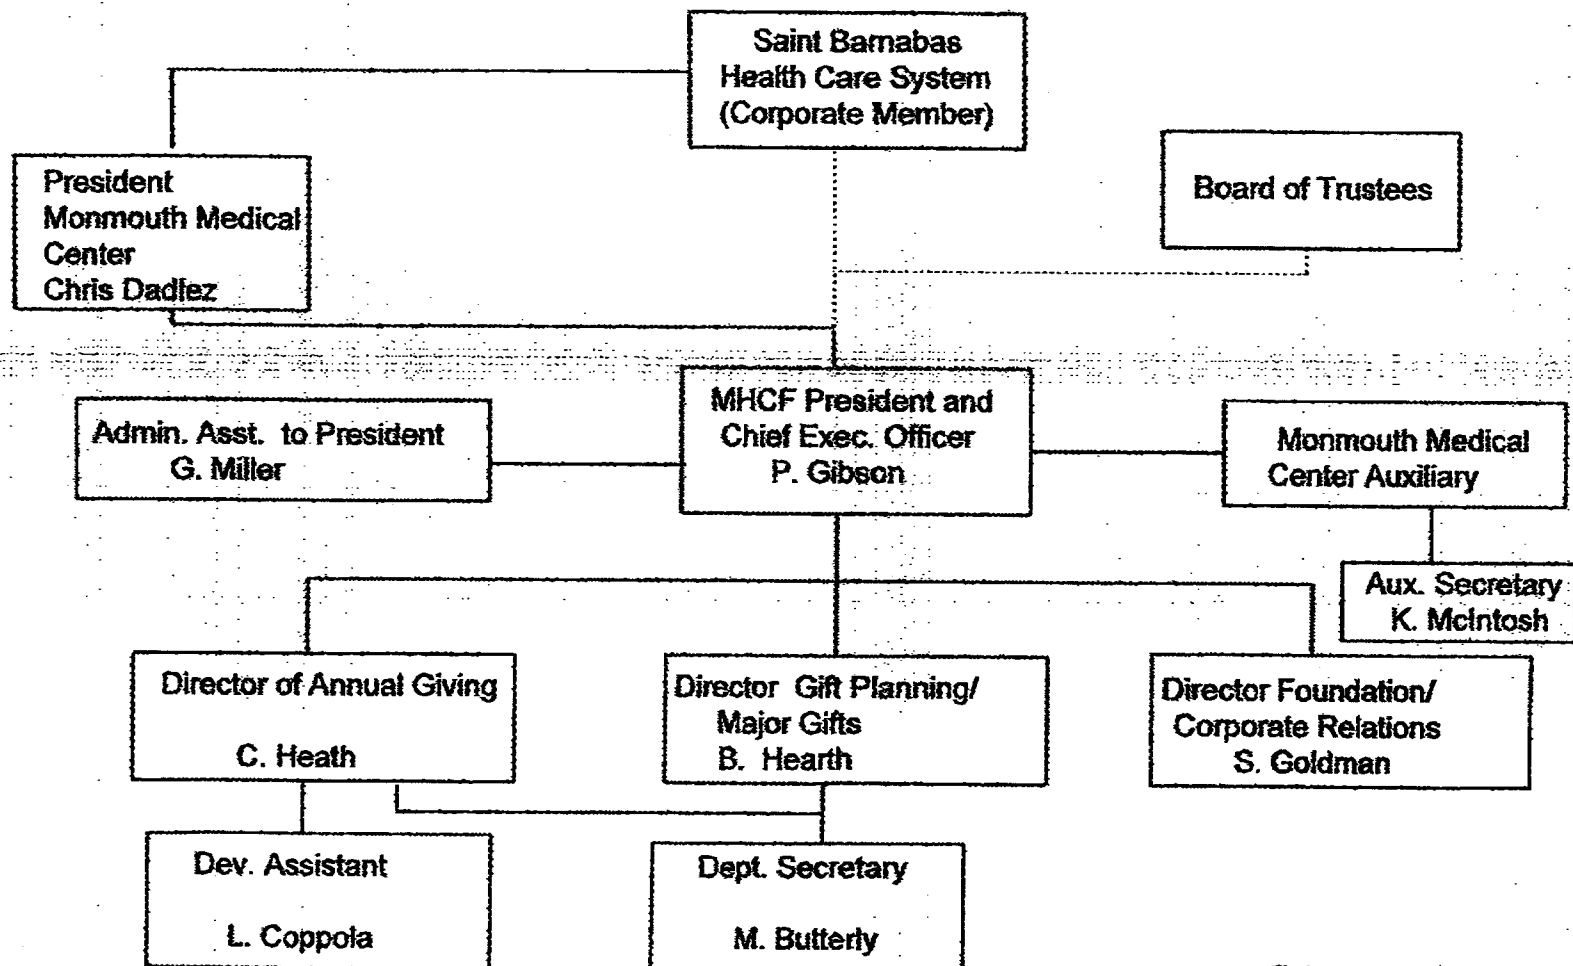 Saint Barnabas
Health Care System
(Corporate Member)
President
Monmouth Medical
Center
Chris Dadlez
Board of Trustees
Admin. Asst. to President
G. Miller
MHCF President and
Chief Exec. Officer
P. Gibson
Monmouth Medical
Center Auxiliary
Aux. Secretary
K. McIntosh
Director of Annual Giving
C. Heath
Director Gift Planning/
Major Gifts
B. Hearth
Director Foundation/
Corporate Relations
S. Goldman
Dev. Assistant
L. Coppola
Dept. Secretary
M. Butterly